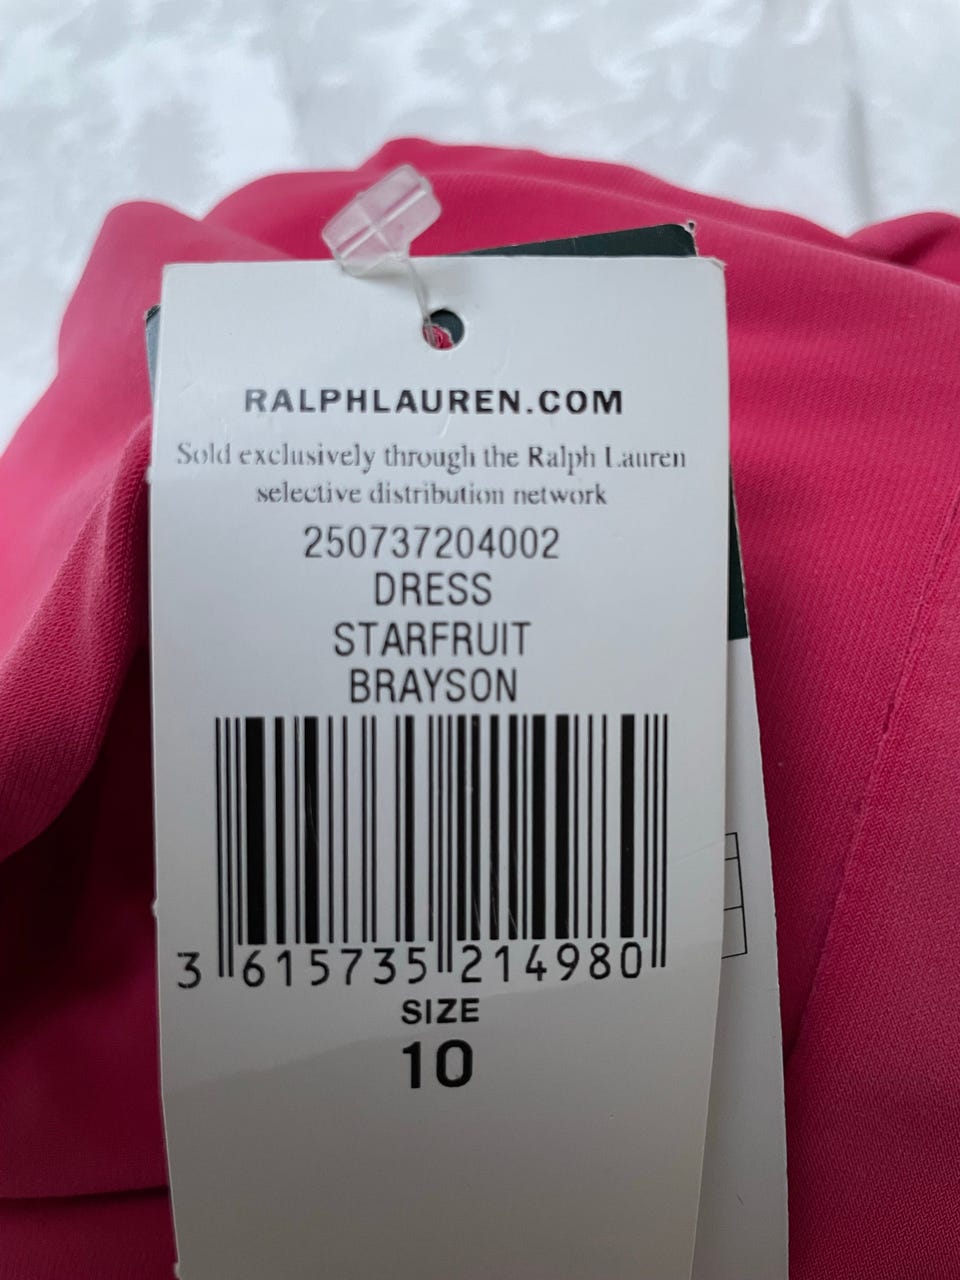 RALPHLAUREN.COM
Sold exclusively through the Ralph Lauren
selective distribution network
250737204002
DRESS
STARFRUIT
BRAYSON
3 615735 214980
SIZE
10